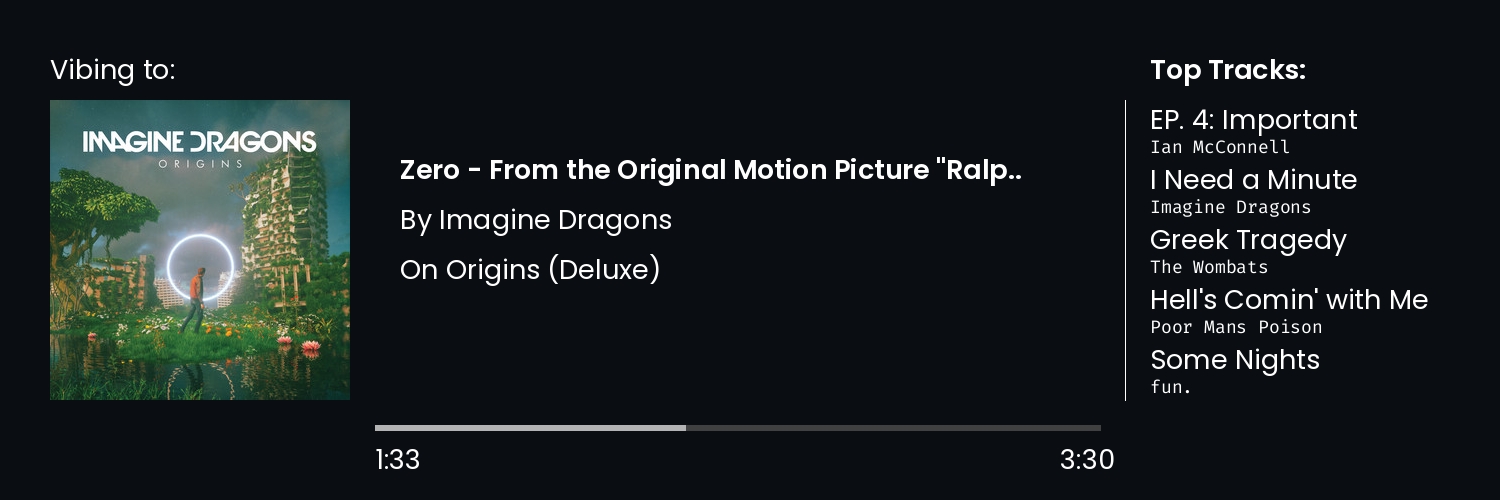 Vibing to:
IMAGINE DRAGONS
ORIGINS
Zero - From the Original Motion Picture "Ralp..
By Imagine Dragons
On Origins (Deluxe)
1:33
3:30
Top Tracks:
EP. 4: Important
Ian McConnell
I Need a Minute
Imagine Dragons
Greek Tragedy
The Wombats
Hell's Comin' with Me
Poor Mans Poison
Some Nights
fun.